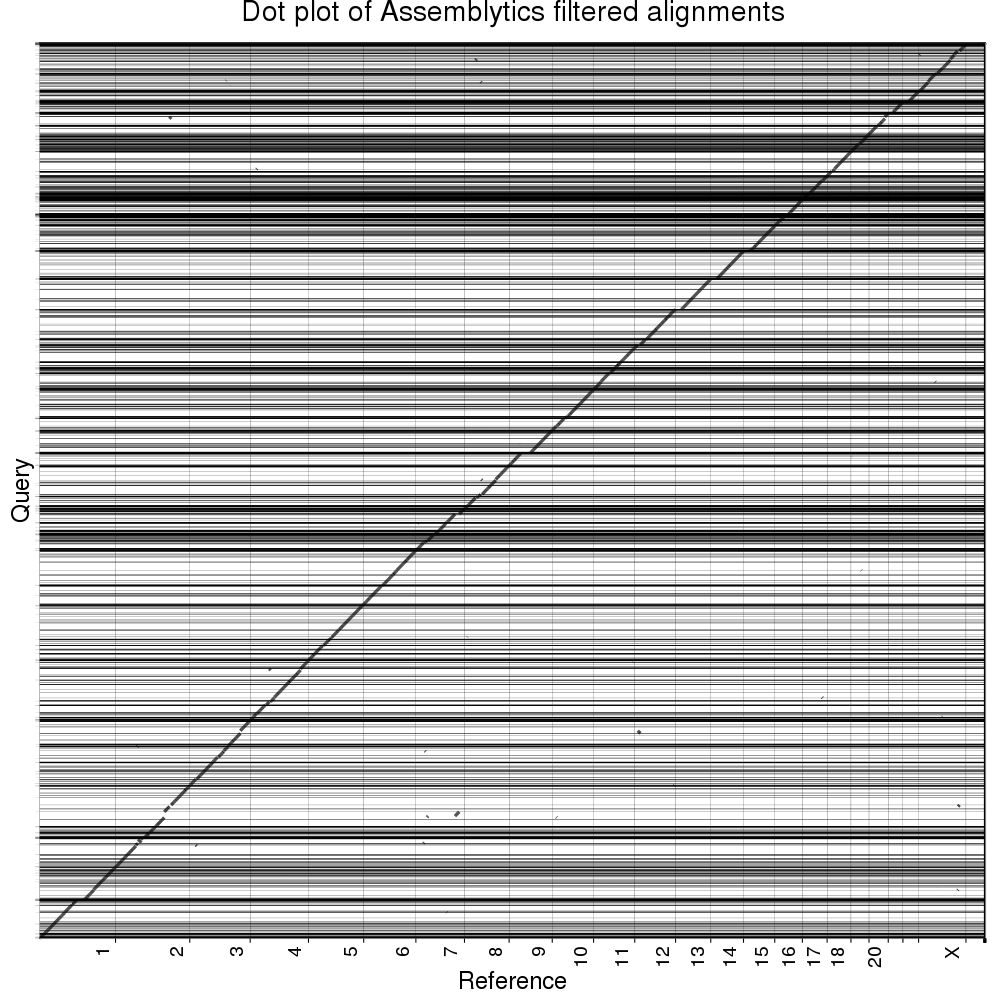 Dot plot of Assemblytics filtered alignments
Query
1 2 3 4 5 6 7 8 9 10 11 12 13 14 15 16 17 18 20 X
Reference